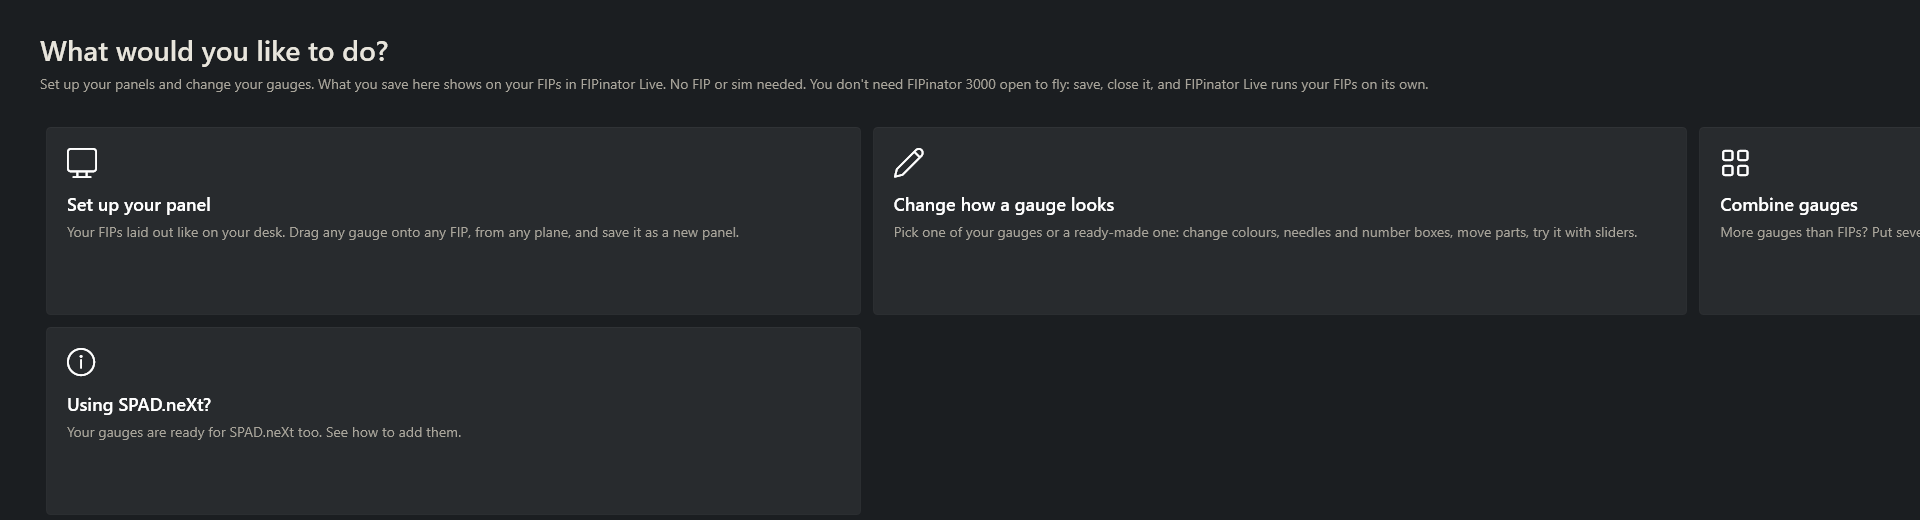 What would you like to do?
Set up your panels and change your gauges. What you save here shows on your FIPs in FIPinator Live. No FIP or sim needed. You don't need FIPinator 3000 open to fly: save, close it, and FIPinator Live runs your FIPs on its own.
Set up your panel
Your FIPs laid out like on your desk. Drag any gauge onto any FIP, from any plane, and save it as a new panel.
Change how a gauge looks
Pick one of your gauges or a ready-made one: change colours, needles and number boxes, move parts, try it with sliders.
Combine gauges
More gauges than FIPs? Put
Using SPAD.neXt?
Your gauges are ready for SPAD.neXt too. See how to add them.